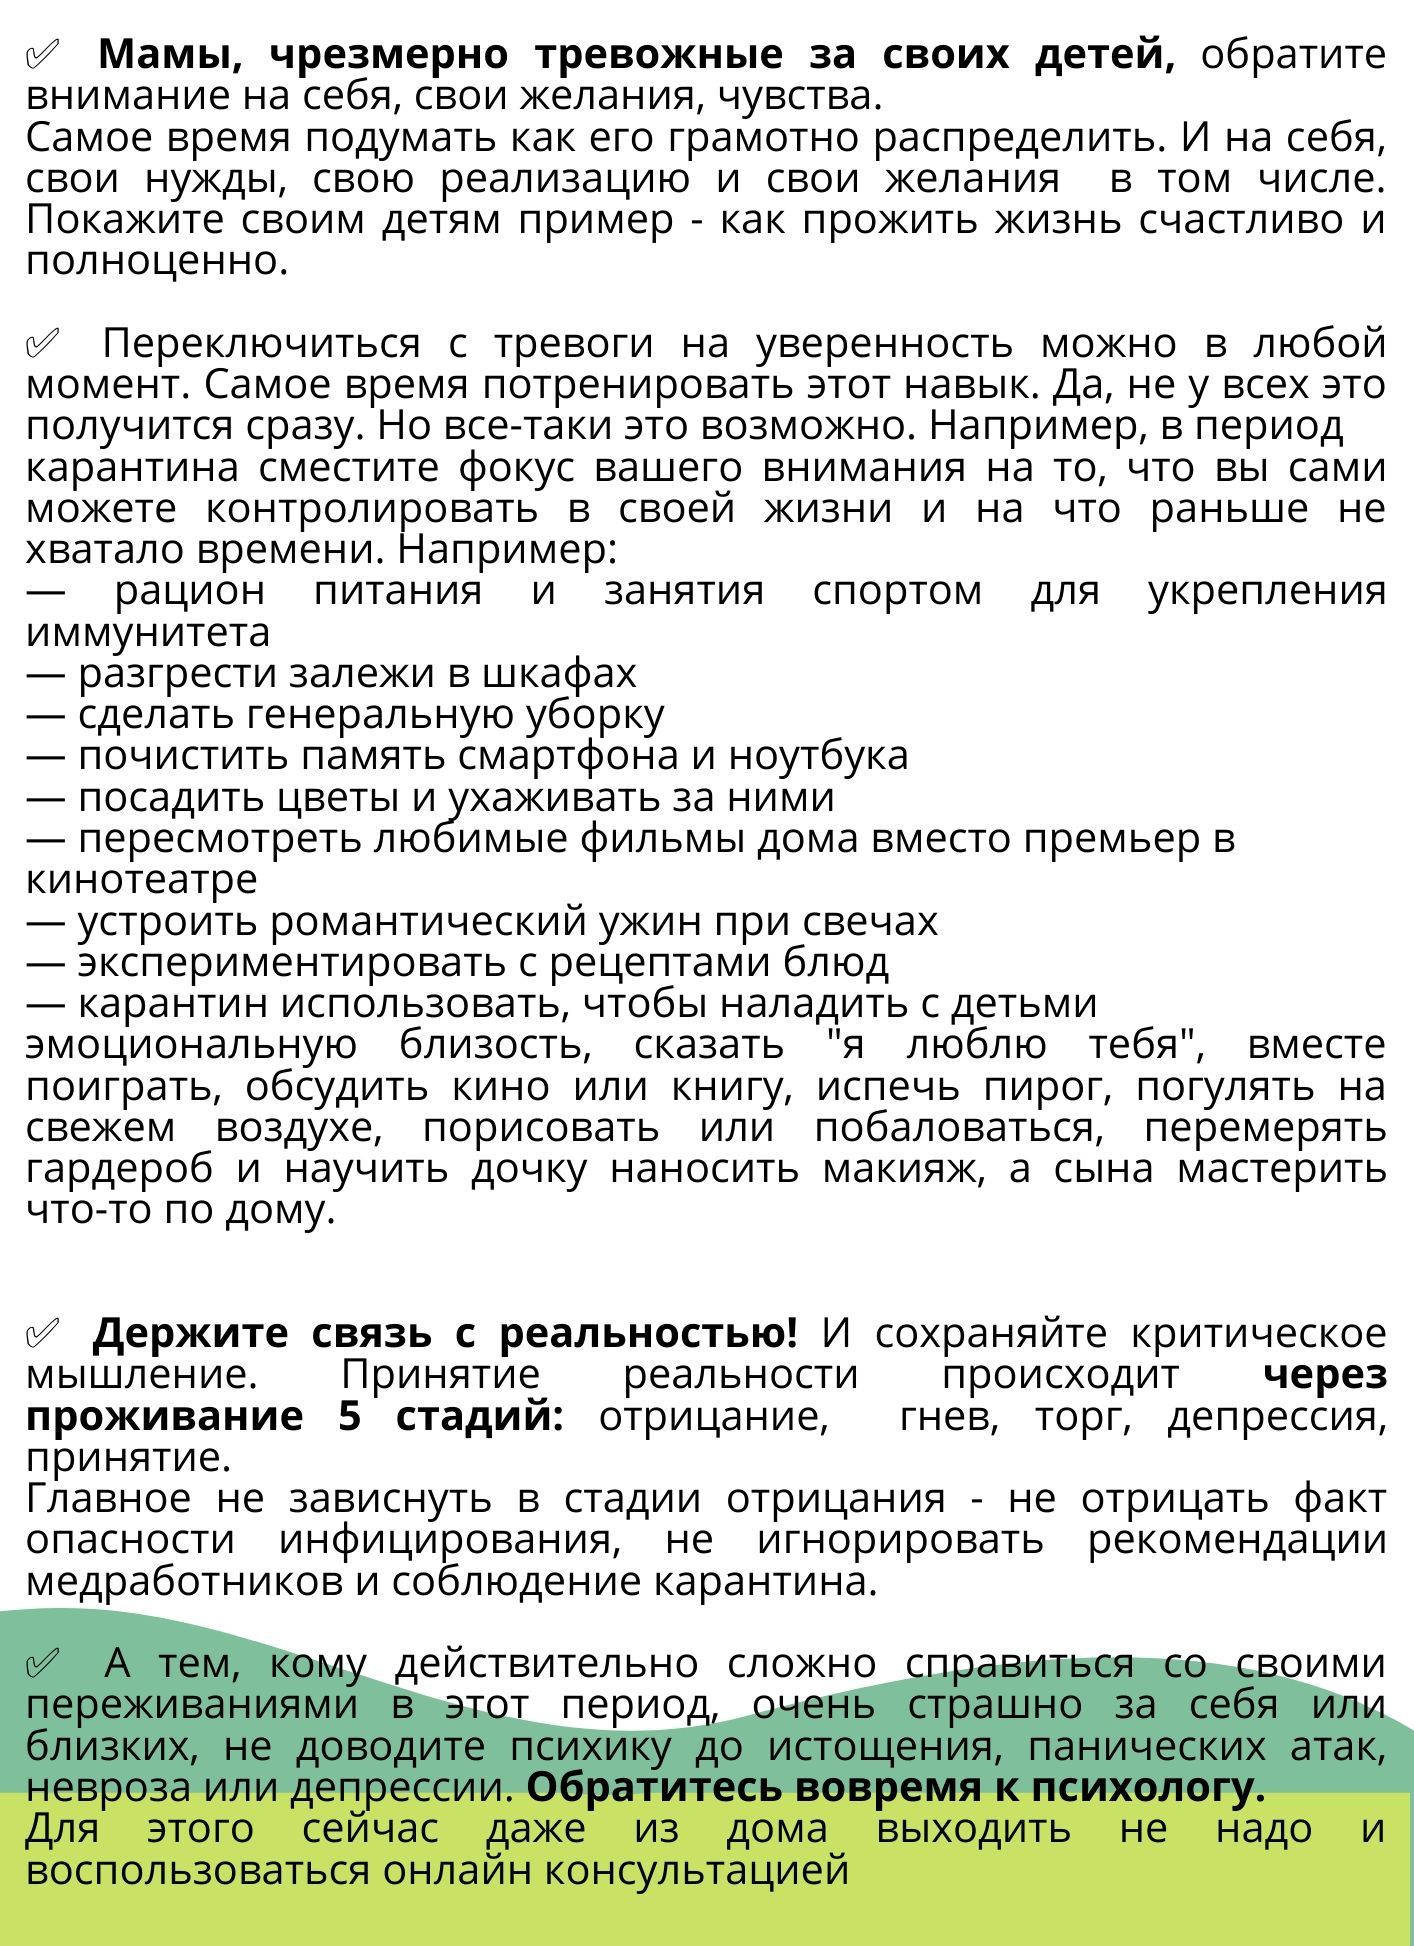 ✅ Мамы, чрезмерно тревожные за своих детей, обратите
внимание на себя, свои желания, чувства.
Самое время подумать как его грамотно распределить. И на себя,
свои нужды, свою реализацию и свои желания в том числе.
Покажите своим детям пример - как прожить жизнь счастливо и
полноценно.
✅ Переключиться с тревоги на уверенность можно в любой
момент. Самое время потренировать этот навык. Да, не у всех это
получится сразу. Но все-таки это возможно. Например, в период
карантина сместите фокус вашего внимания на то, что вы сами
можете контролировать в своей жизни и на что раньше не
хватало времени. Например:
— рацион питания и занятия спортом для укрепления
иммунитета
— разгрести залежи в шкафах
— сделать генеральную уборку
— почистить память смартфона и ноутбука
— посадить цветы и ухаживать за ними
— пересмотреть любимые фильмы дома вместо премьер в
кинотеатре
— устроить романтический ужин при свечах
— экспериментировать с рецептами блюд
— карантин использовать, чтобы наладить с детьми
эмоциональную близость, сказать "я люблю тебя", вместе
поиграть, обсудить кино или книгу, испечь пирог, погулять на
свежем воздухе, порисовать или побаловаться, перемерять
гардероб и научить дочку наносить макияж, а сына мастерить
что-то по дому.
✅ Держите связь с реальностью! И сохраняйте критическое
мышление. Принятие реальности происходит через
проживание 5 стадий: отрицание, гнев, торг, депрессия,
принятие.
Главное не зависнуть в стадии отрицания - не отрицать факт
опасности инфицирования, не игнорировать рекомендации
медработников и соблюдение карантина.
✅ А тем, кому действительно сложно справиться со своими
переживаниями в этот период, очень страшно за себя или
близких, не доводите психику до истощения, панических атак,
невроза или депрессии. Обратитесь вовремя к психологу.
Для этого сейчас даже из дома выходить не надо и
воспользоваться онлайн консультацией